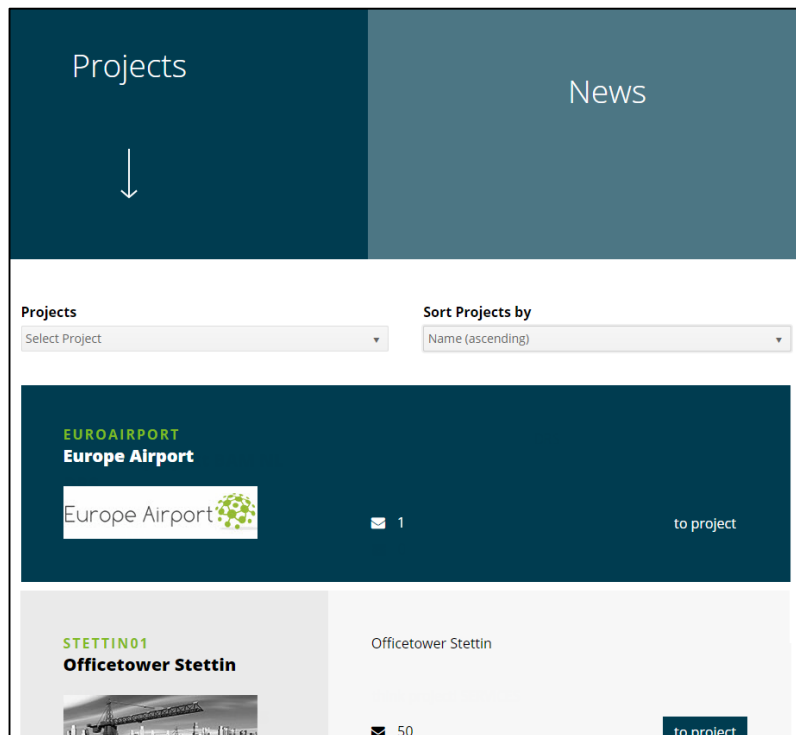 Projects
News
Projects
Select Project
Sort Projects by
Name (ascending)
EUROAIRPORT
Europe Airport
Europe Airport
1
to project
STETTIN01
Officetower Stettin
Officetower Stettin
50
to project